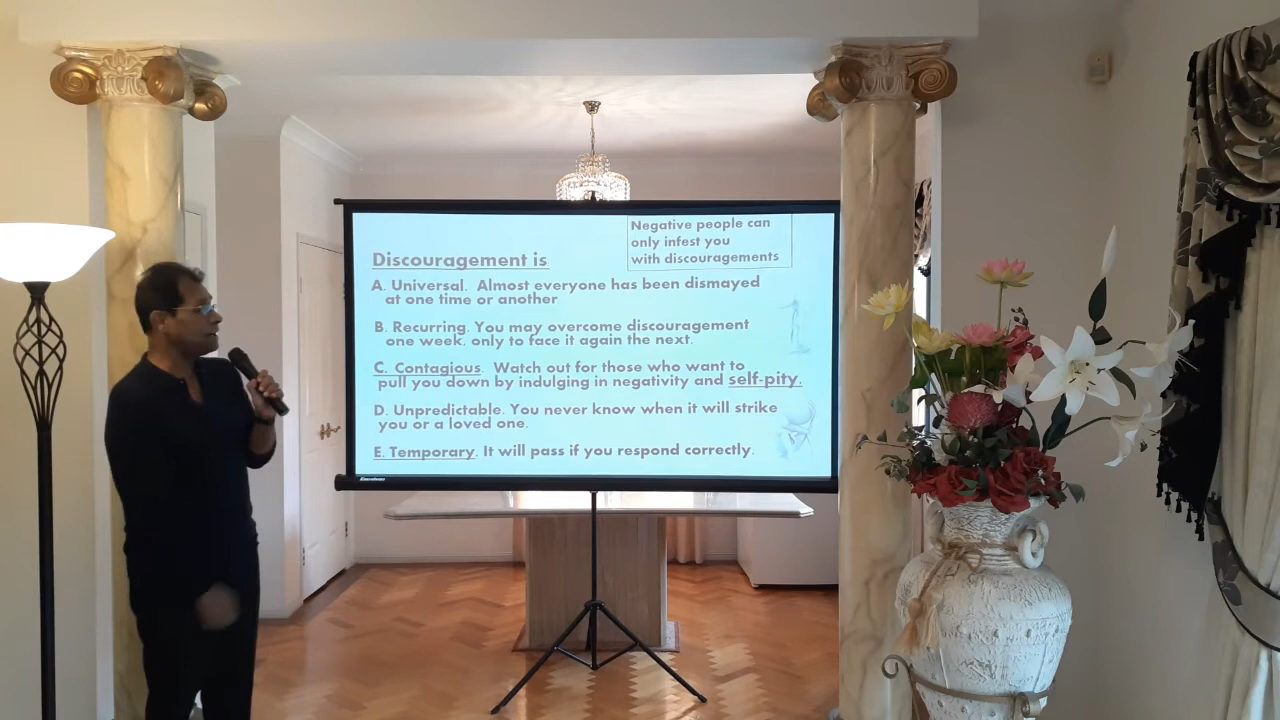 Negative people can
only infest you
with discouragements
Discouragement is
A. Universal. Almost everyone has been dismayed
at one time or another
B. Recurring. You may overcome discouragement
one week, only to face it again the next.
C. Contagious. Watch out for those who want to
pull you down by indulging in negativity and self-pity.
D. Unpredictable. You never know when it will strike
you or a loved one.
E. Temporary. It will pass if you respond correctly.